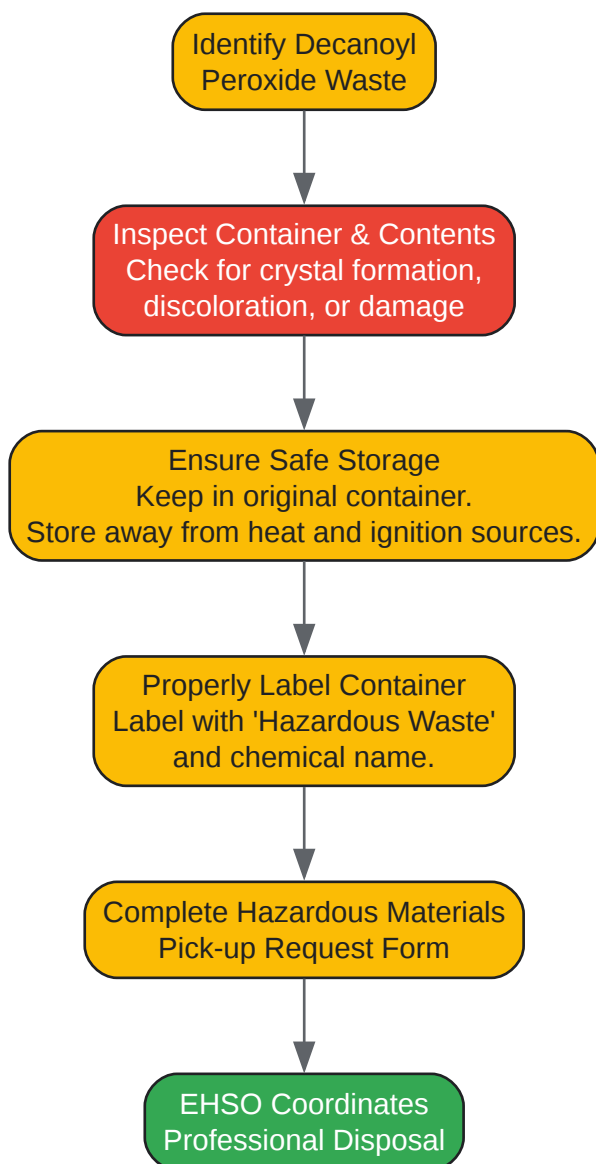 Identify Decanoyl
Peroxide Waste
Inspect Container & Contents
Check for crystal formation,
discoloration, or damage
Ensure Safe Storage
Keep in original container.
Store away from heat and ignition sources.
Properly Label Container
Label with 'Hazardous Waste'
and chemical name.
Complete Hazardous Materials
Pick-up Request Form
EHSO Coordinates
Professional Disposal